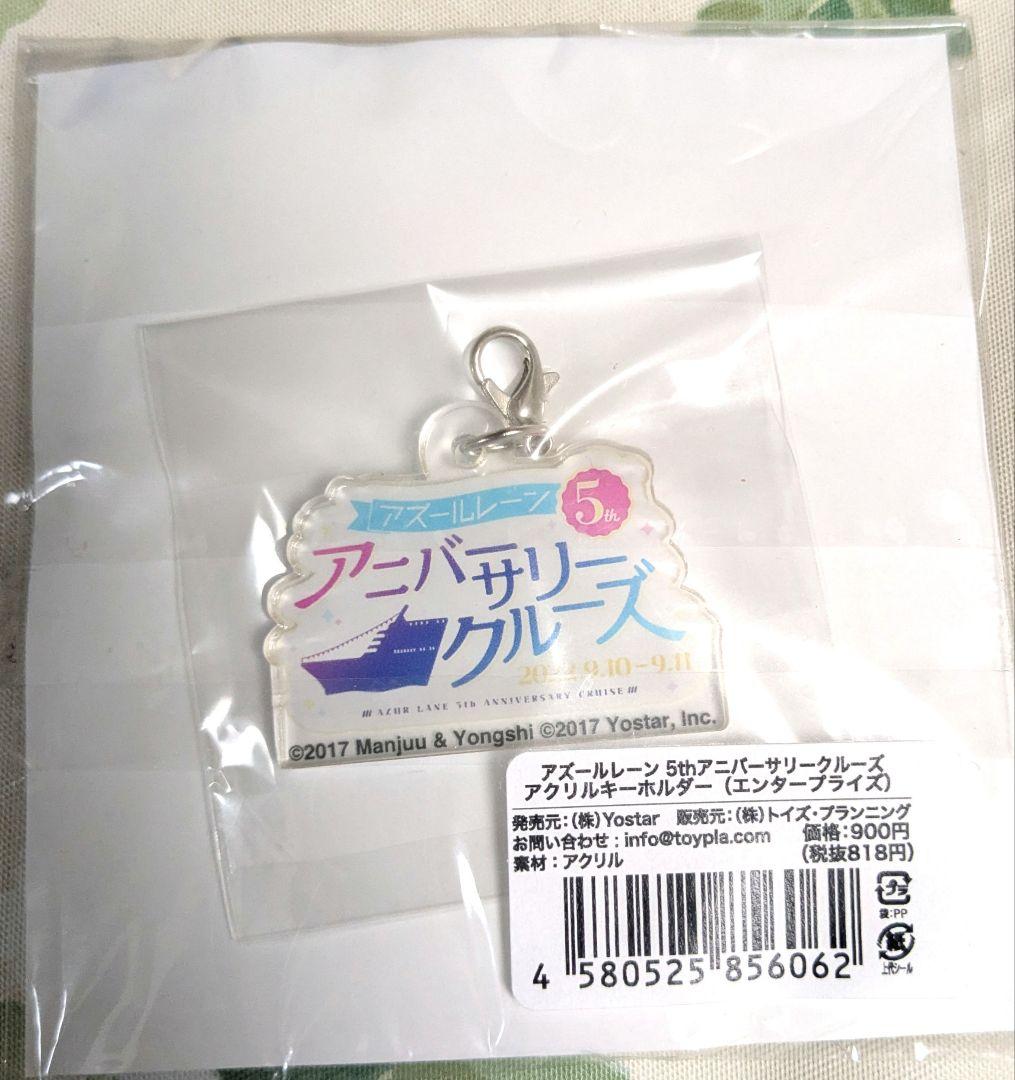 アズールレーン 5th
アニバーサリー
クルーズ
2022.9.10-9.11
AZUR LANE 5th ANNIVERSARY CRUISE
©2017 Manjuu & Yongshi ©2017 Yostar, Inc.
アズールレーン 5thアニバーサリークルーズ
アクリルキーホルダー（エンタープライズ）
発売元：(株)Yostar 販売元：(株)トイズ・プランニング
お問い合わせ：info@toypla.com 価格：900円
素材：アクリル (税抜818円)
プラ
袋：PP
紙
上代シール
4 580525 856062